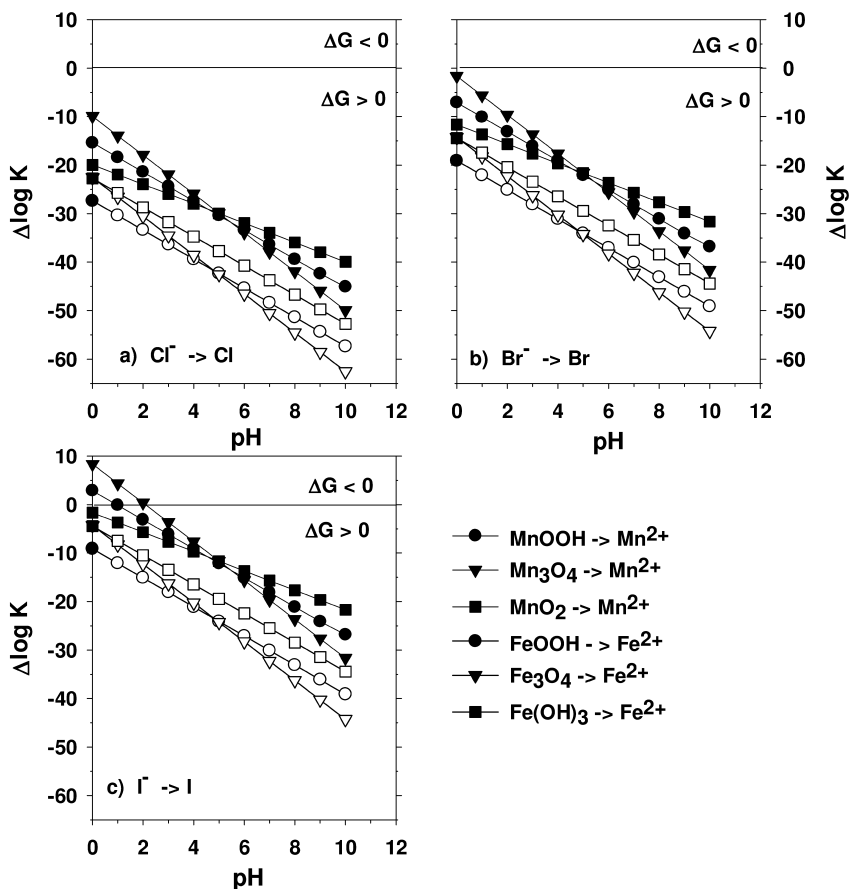 10
0
-10
-20
-30
-40
-50
-60
Δlog K
ΔG < 0
ΔG > 0
a) Cl⁻ -> Cl
0 2 4 6 8 10 12
pH
10
0
-10
-20
-30
-40
-50
-60
Δlog K
ΔG < 0
ΔG > 0
b) Br⁻ -> Br
0 2 4 6 8 10 12
pH
10
0
-10
-20
-30
-40
-50
-60
Δlog K
ΔG < 0
ΔG > 0
c) I⁻ -> I
0 2 4 6 8 10 12
pH
MnOOH -> Mn²⁺
Mn₃O₄ -> Mn²⁺
MnO₂ -> Mn²⁺
FeOOH - > Fe²⁺
Fe₃O₄ -> Fe²⁺
Fe(OH)₃ -> Fe²⁺